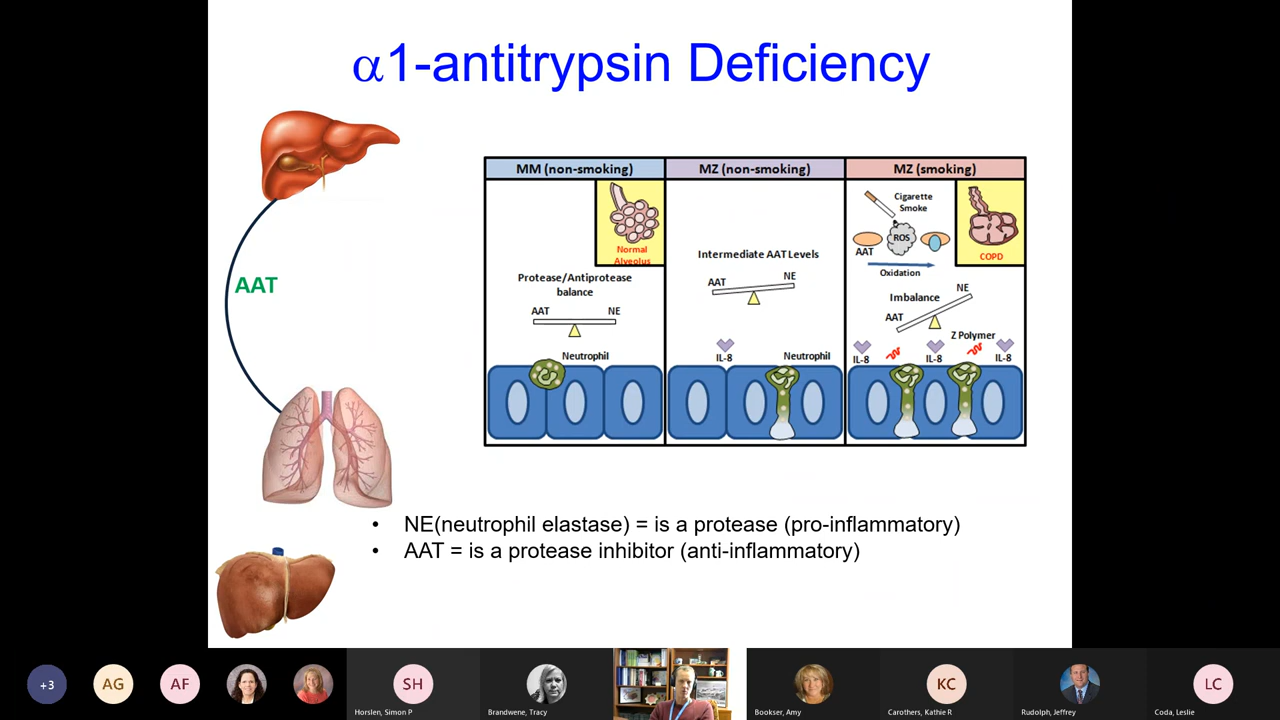 α1-antitrypsin Deficiency
AAT
MM (non-smoking)
Normal
Alveolus
Protease/Antiprotease
balance
AAT
NE
Neutrophil
MZ (non-smoking)
Intermediate AAT Levels
AAT
NE
IL-8
Neutrophil
MZ (smoking)
Cigarette
Smoke
ROS
AAT
Oxidation
COPD
Imbalance
NE
AAT
Z Polymer
IL-8
IL-8
IL-8
• NE(neutrophil elastase) = is a protease (pro-inflammatory)
• AAT = is a protease inhibitor (anti-inflammatory)
+3
AG
AF
SH
Horslen, Simon P
Brandwene, Tracy
Bookser, Amy
KC
Carothers, Kathie R
Rudolph, Jeffrey
LC
Coda, Leslie